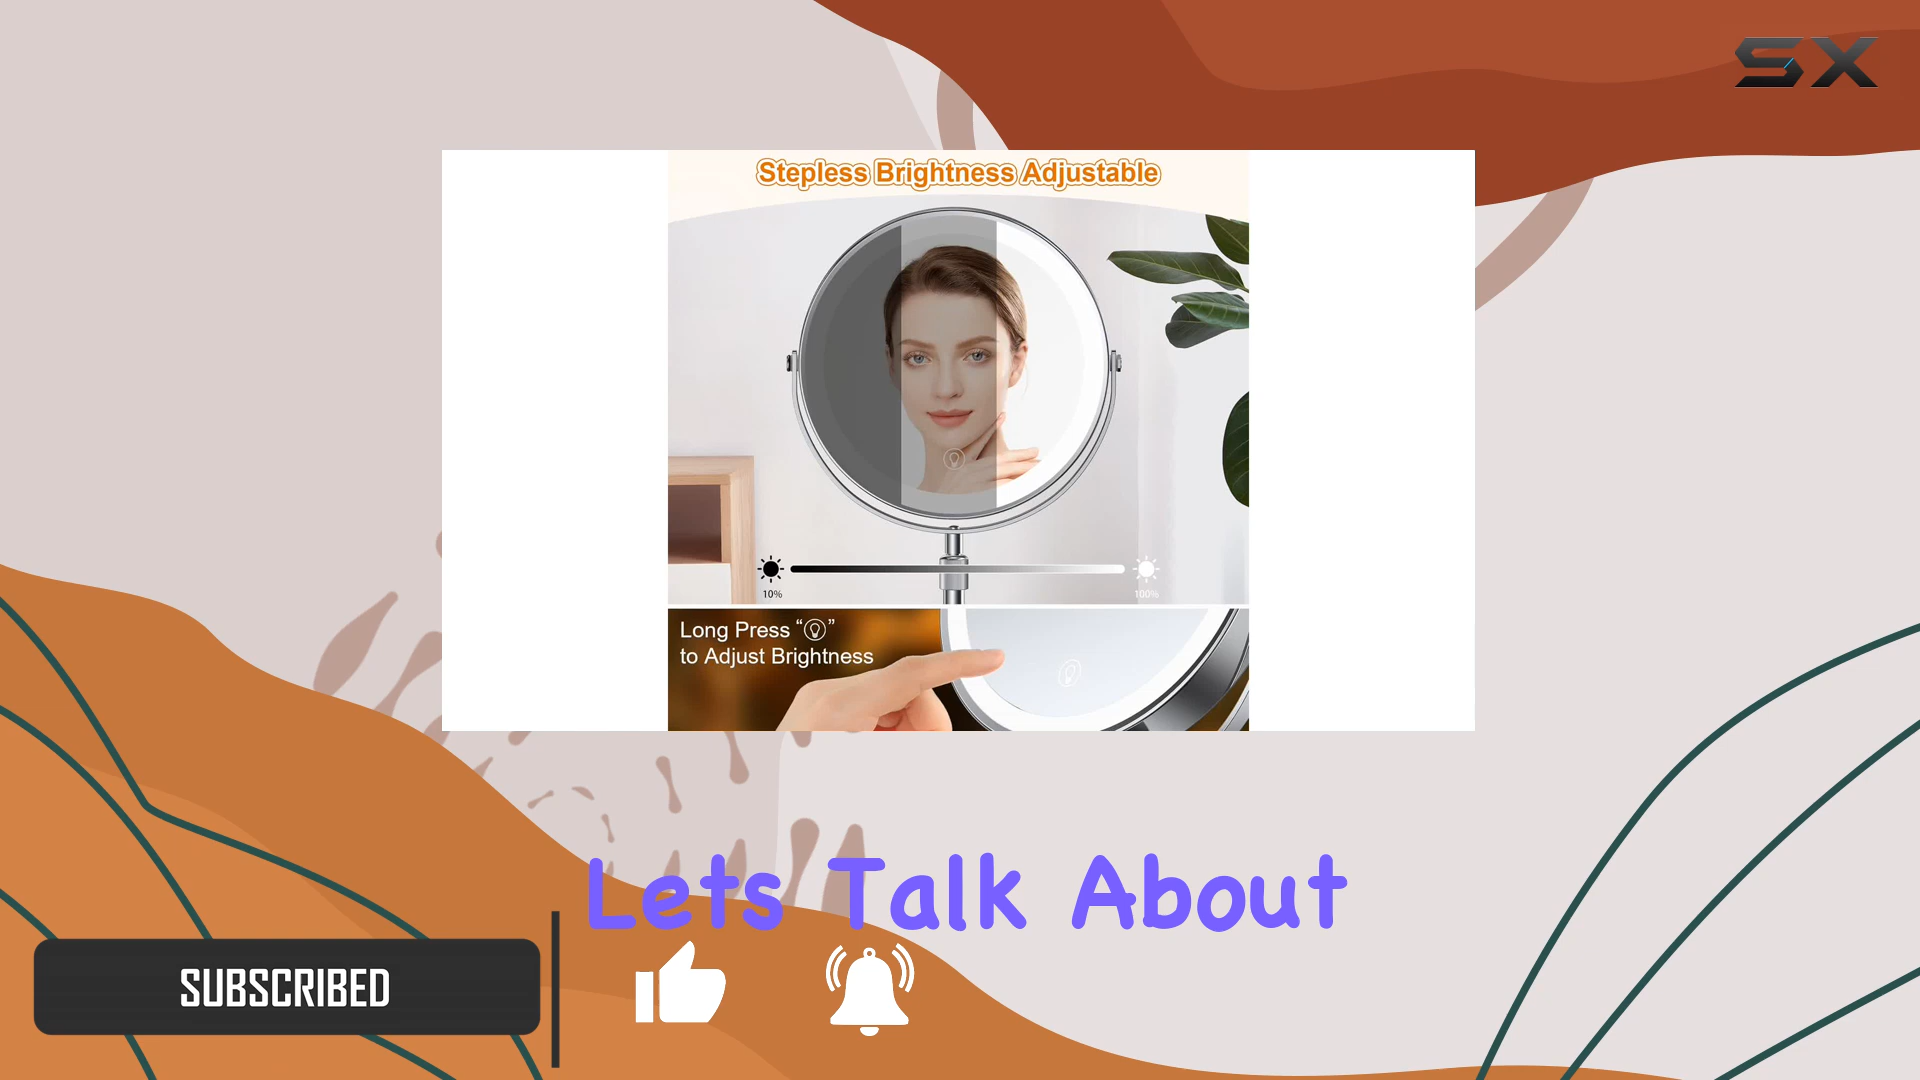 SX
Stepless Brightness Adjustable
10%
100%
Long Press “
”
to Adjust Brightness
Lets Talk About
SUBSCRIBED